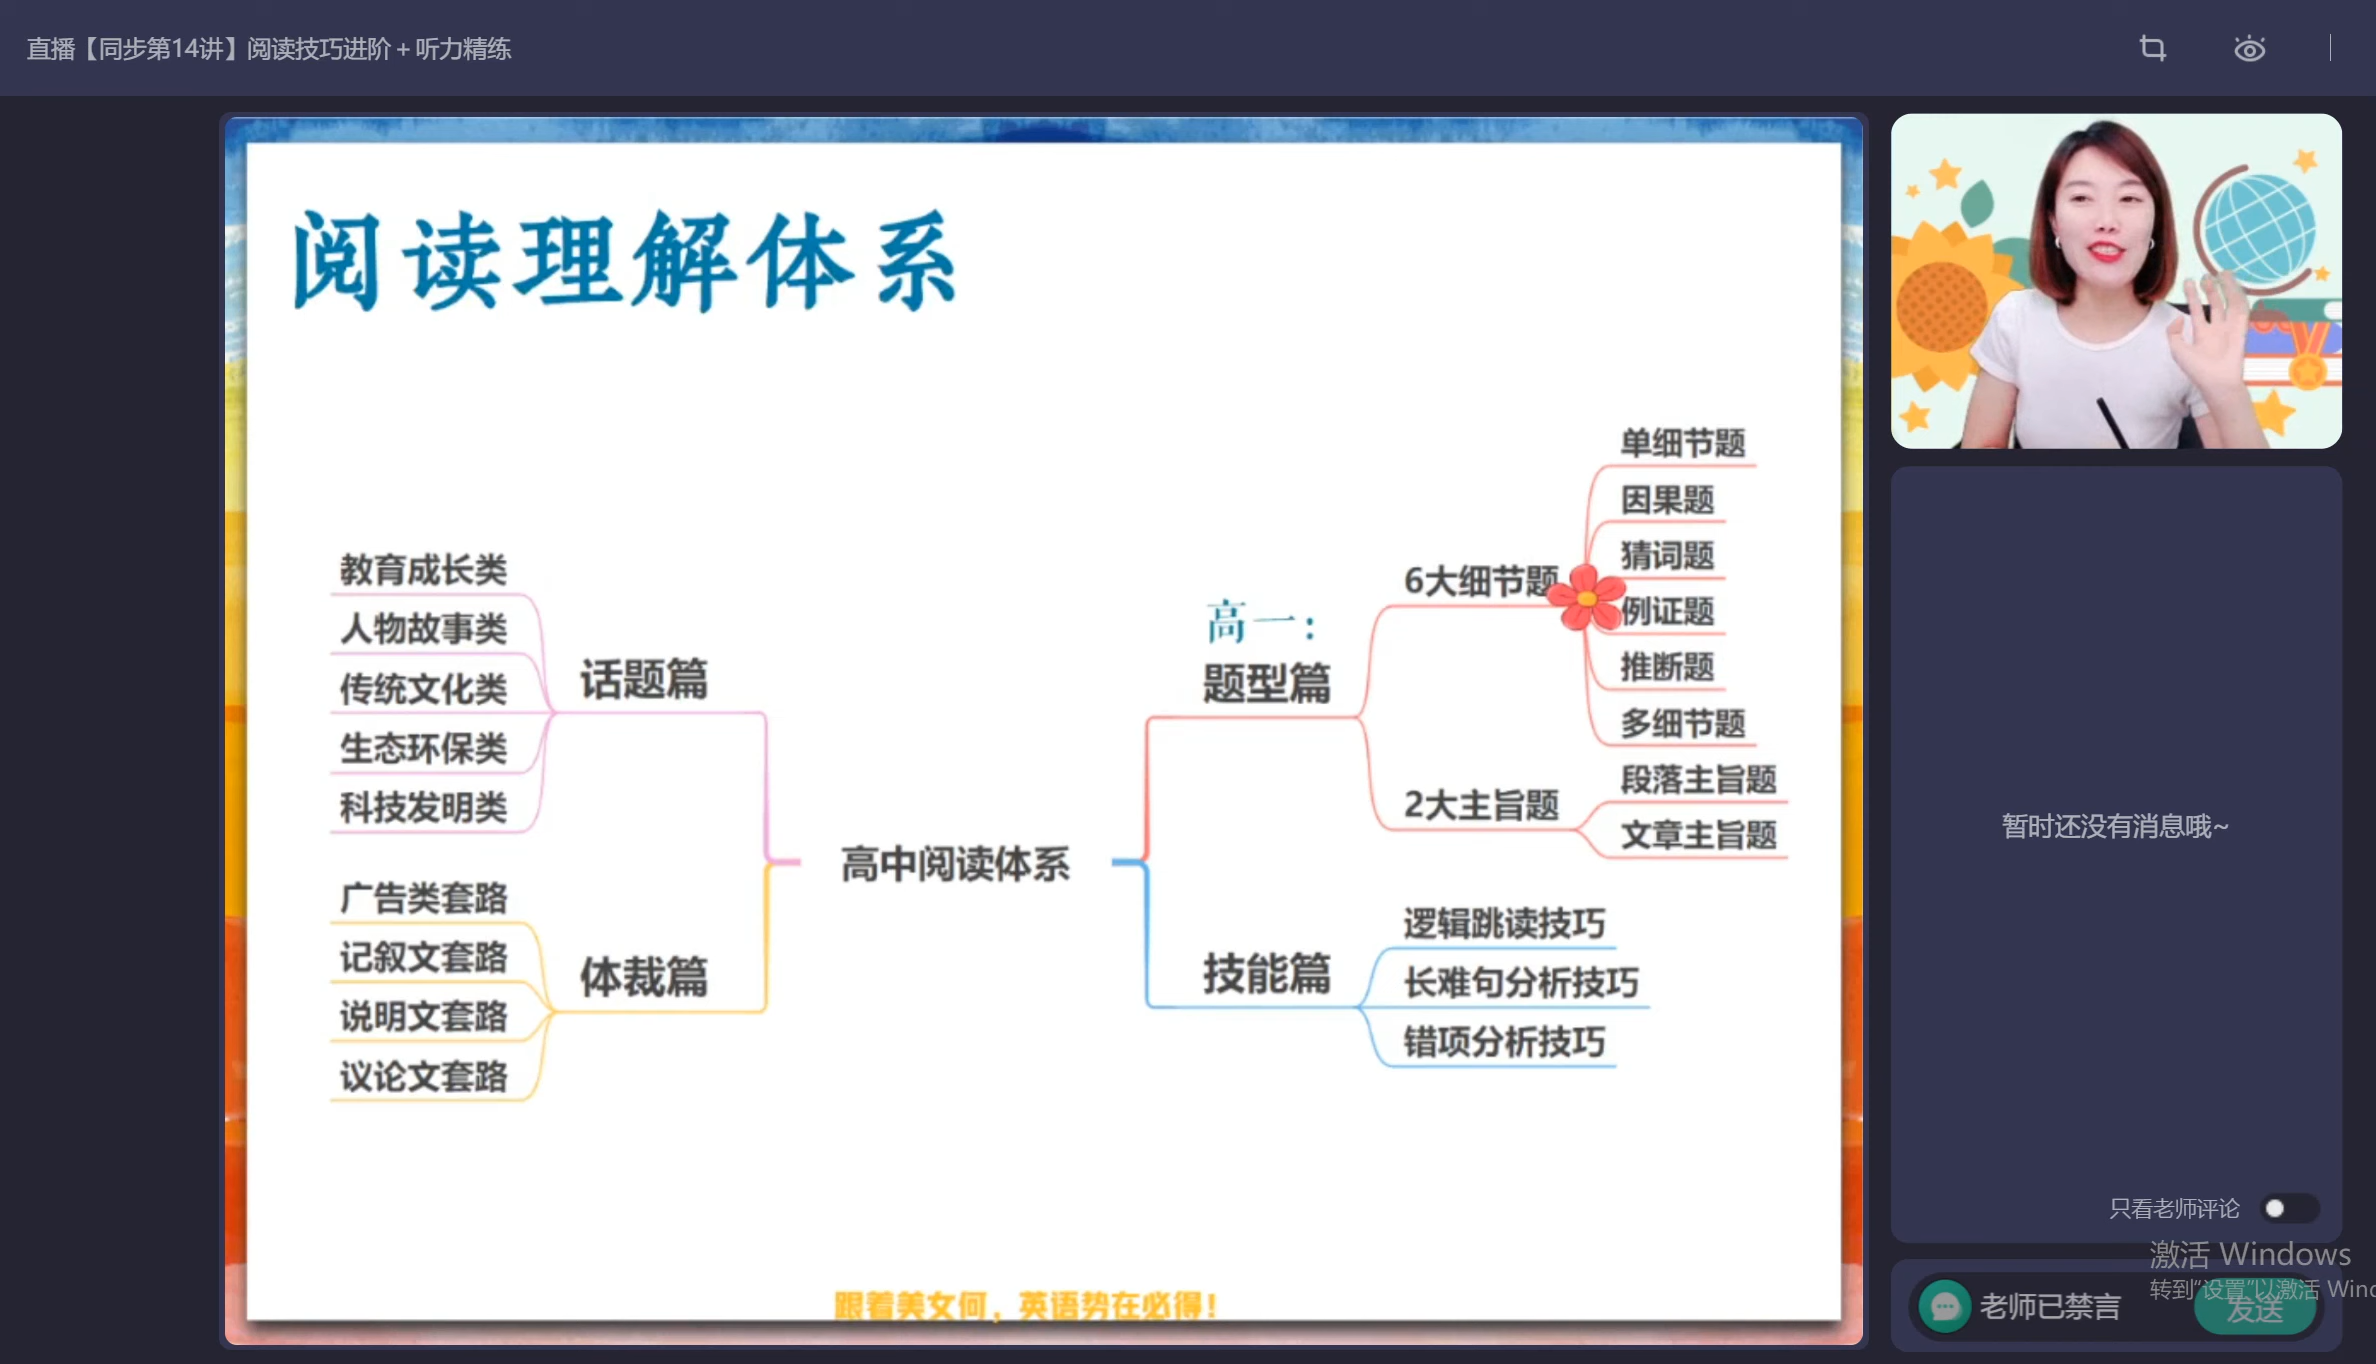 直播【同步第14讲】阅读技巧进阶+听力精练
阅读理解体系
教育成长类
人物故事类
传统文化类
生态环保类
科技发明类
话题篇
广告类套路
记叙文套路
说明文套路
议论文套路
体裁篇
高中阅读体系
高一:
题型篇
6大细节题
单细节题
因果题
猜词题
例证题
推断题
多细节题
2大主旨题
段落主旨题
文章主旨题
技能篇
逻辑跳读技巧
长难句分析技巧
错项分析技巧
跟着美女何，英语势在必得！
暂时还没有消息哦~
只看老师评论
激活 Windows
转到“设置”以激活 Winc
老师已禁言
发送